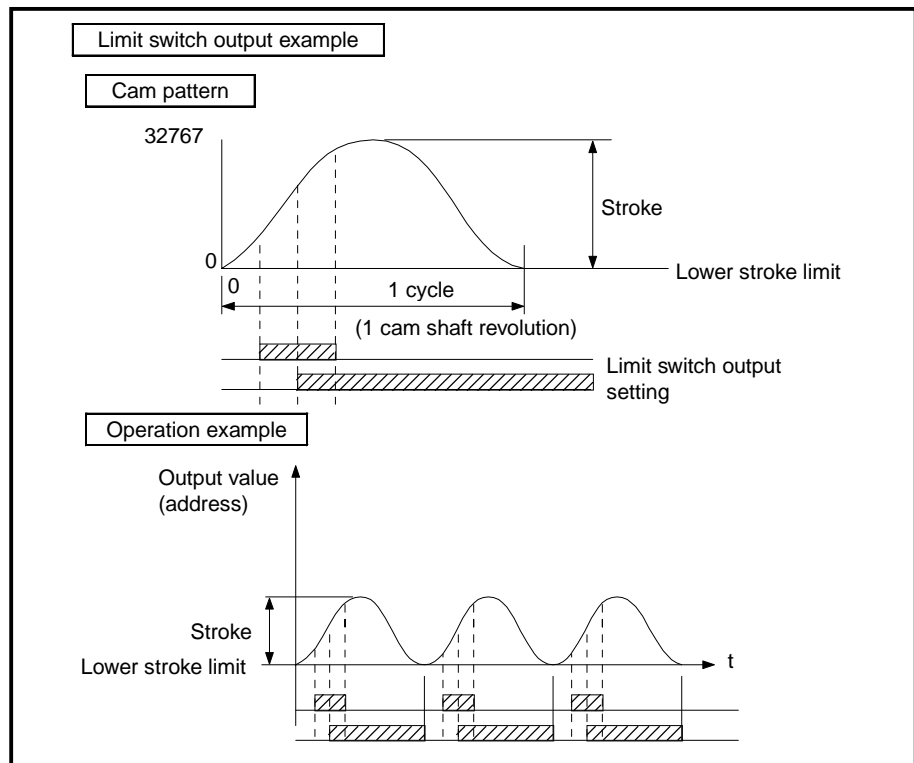 Limit switch output example
Cam pattern
32767
Stroke
0
Lower stroke limit
0
1 cycle
(1 cam shaft revolution)
Limit switch output
setting
Operation example
Output value
(address)
Stroke
Lower stroke limit
t